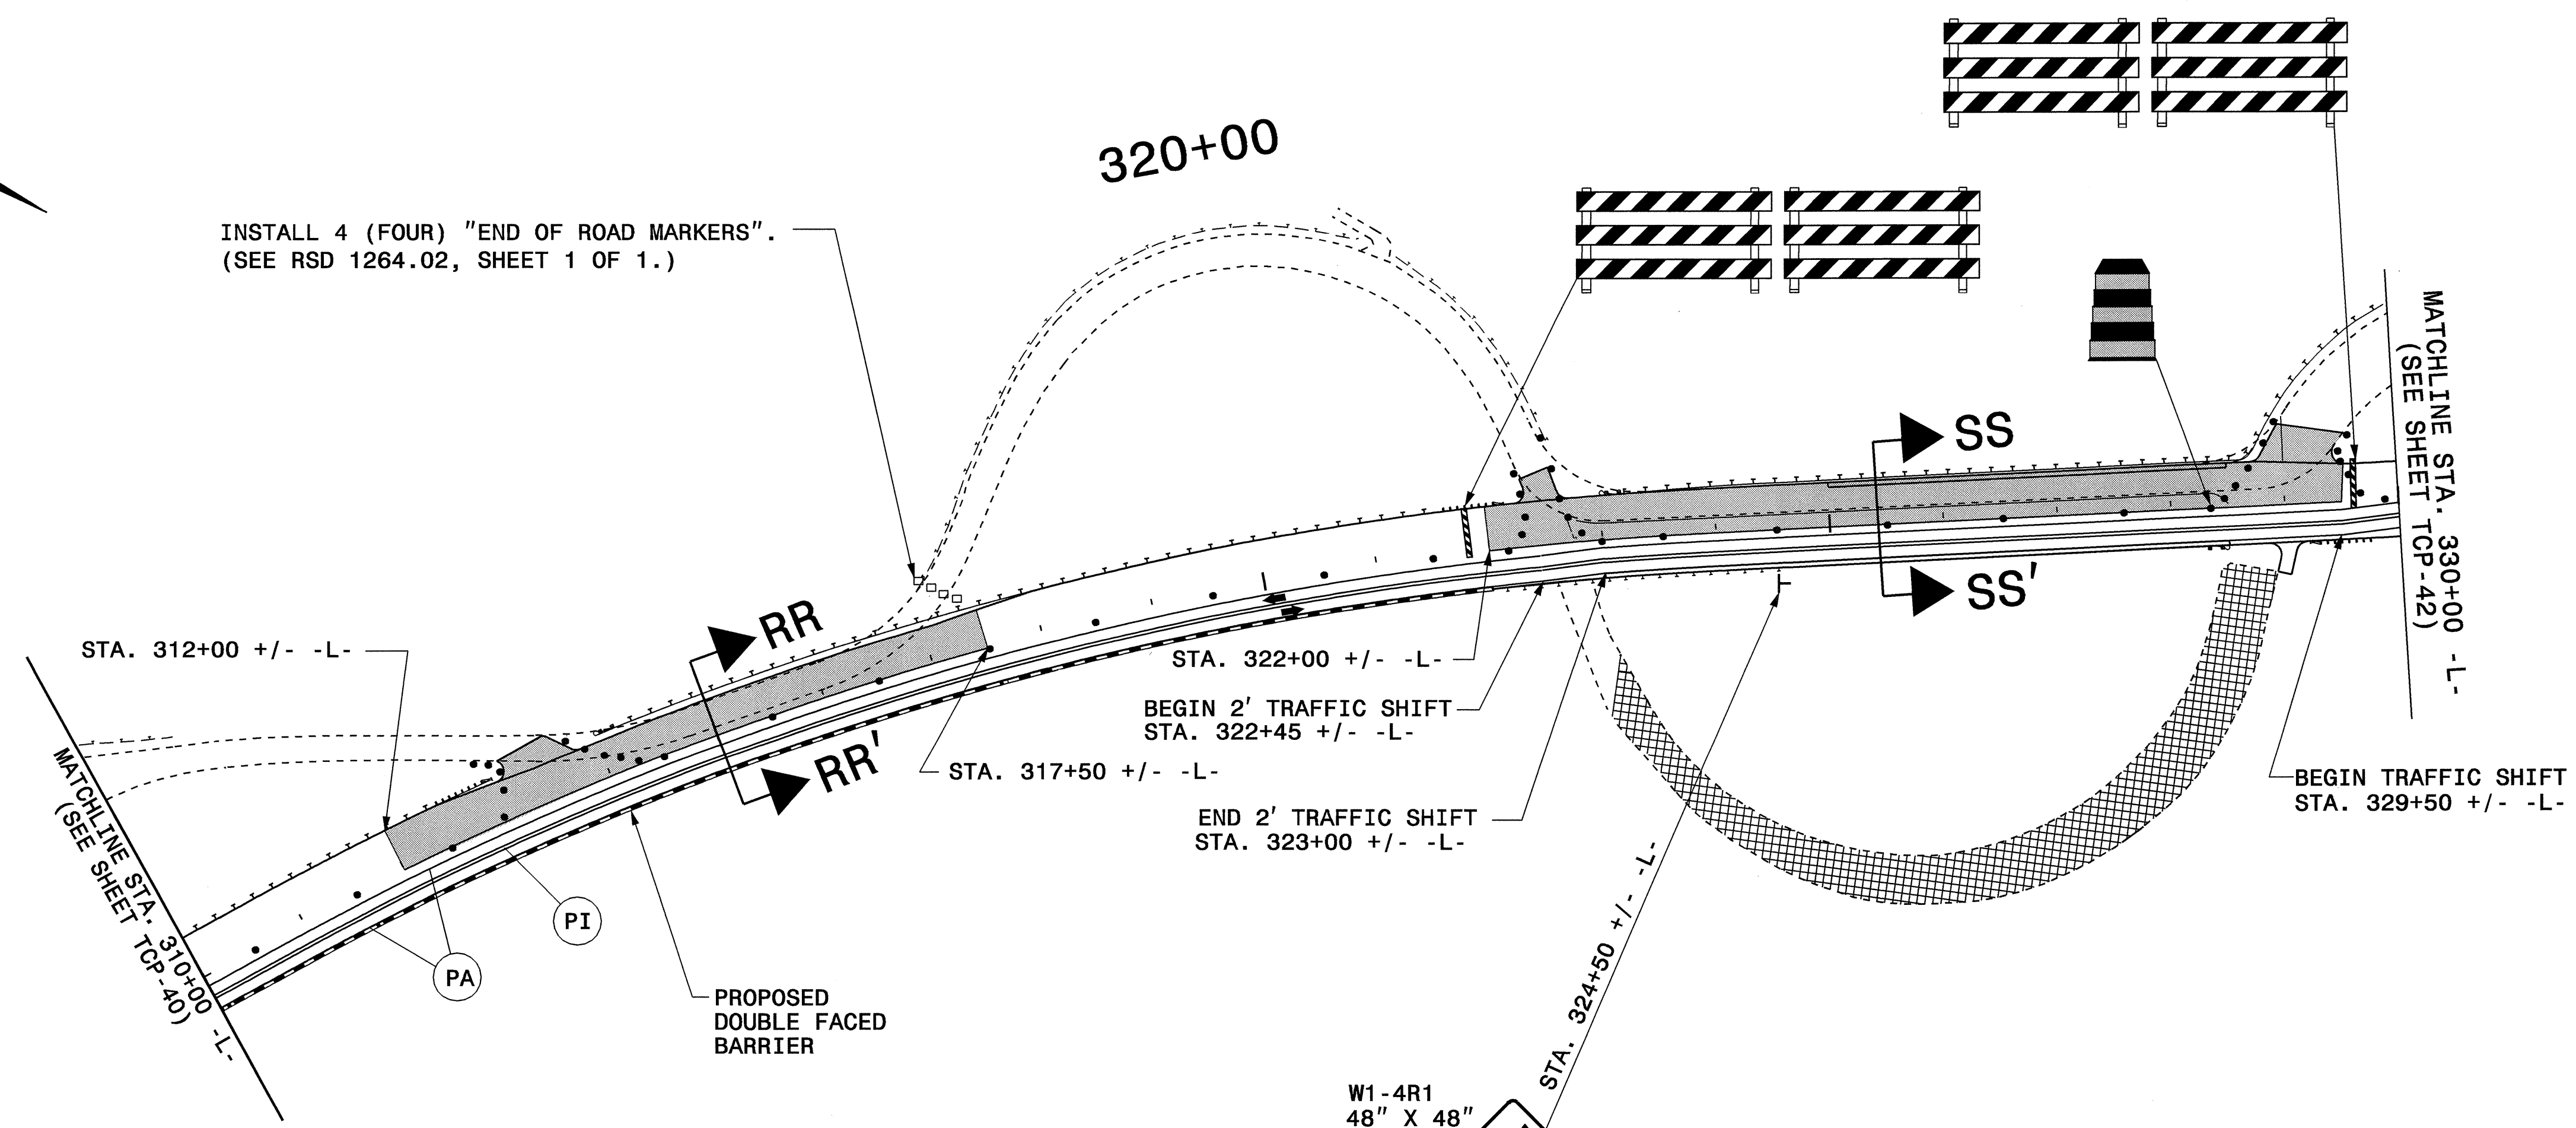 320+00
INSTALL 4 (FOUR) "END OF ROAD MARKERS".
(SEE RSD 1264.02, SHEET 1 OF 1.)
MATCHLINE STA. 330+00 -L-
(SEE SHEET TCP-42)
SS
SS'
RR
RR'
STA. 312+00 +/- -L-
STA. 322+00 +/- -L-
BEGIN 2' TRAFFIC SHIFT
STA. 322+45 +/- -L-
STA. 317+50 +/- -L-
END 2' TRAFFIC SHIFT
STA. 323+00 +/- -L-
BEGIN TRAFFIC SHIFT
STA. 329+50 +/- -L-
MATCHLINE STA. 310+00 -L-
(SEE SHEET TCP-40)
PI
PA
PROPOSED
DOUBLE FACED
BARRIER
STA. 324+50 +/- -L-
W1-4R1
48" X 48"